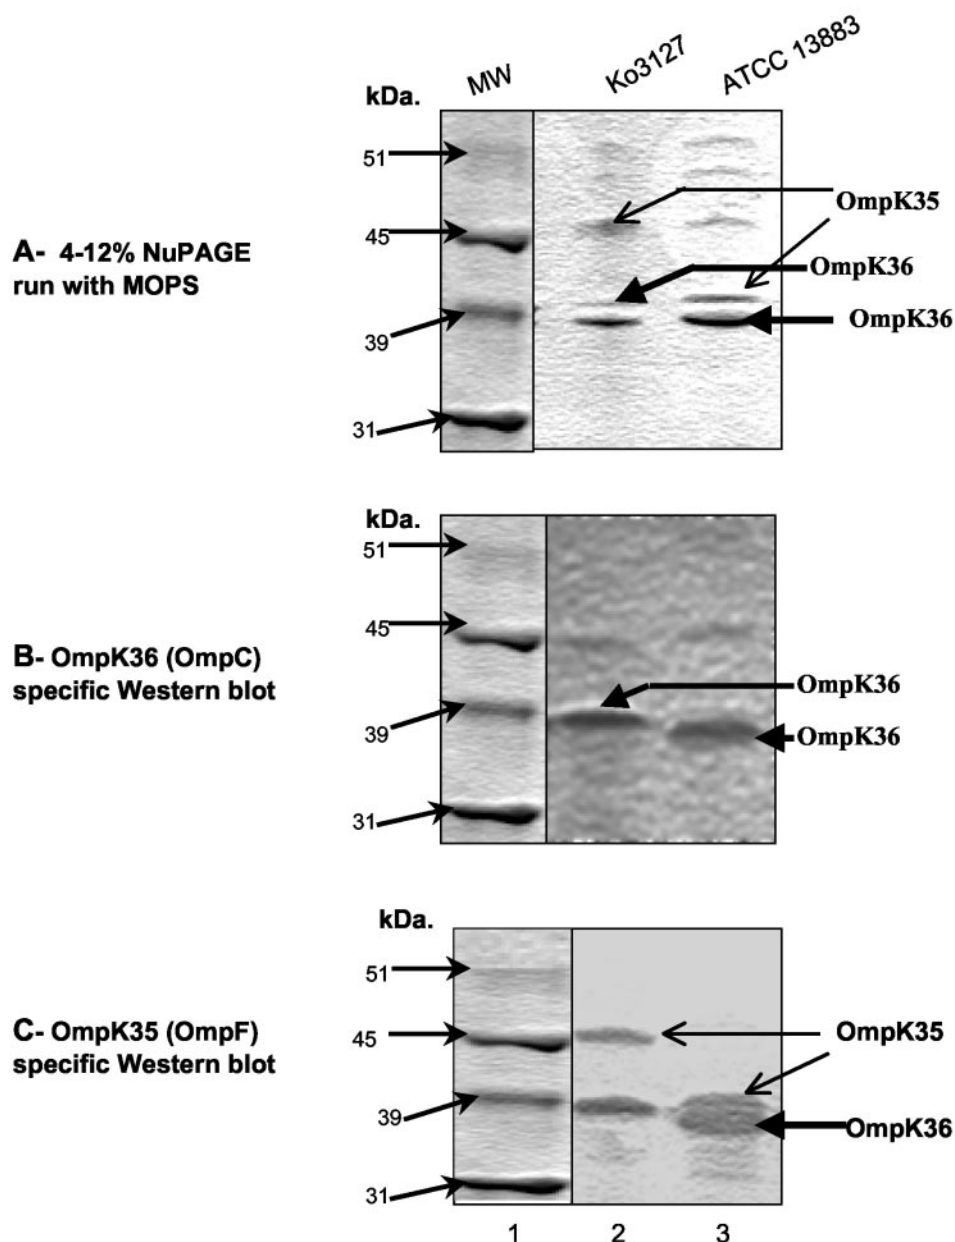 MW Ko3127 ATCC 13883
kDa.
51
45
39
31
A- 4-12% NuPAGE
run with MOPS
OmpK35
OmpK36
OmpK36
kDa.
51
45
39
31
B- OmpK36 (OmpC)
specific Western blot
OmpK36
OmpK36
kDa.
51
45
39
31
C- OmpK35 (OmpF)
specific Western blot
OmpK35
OmpK36
1 2 3